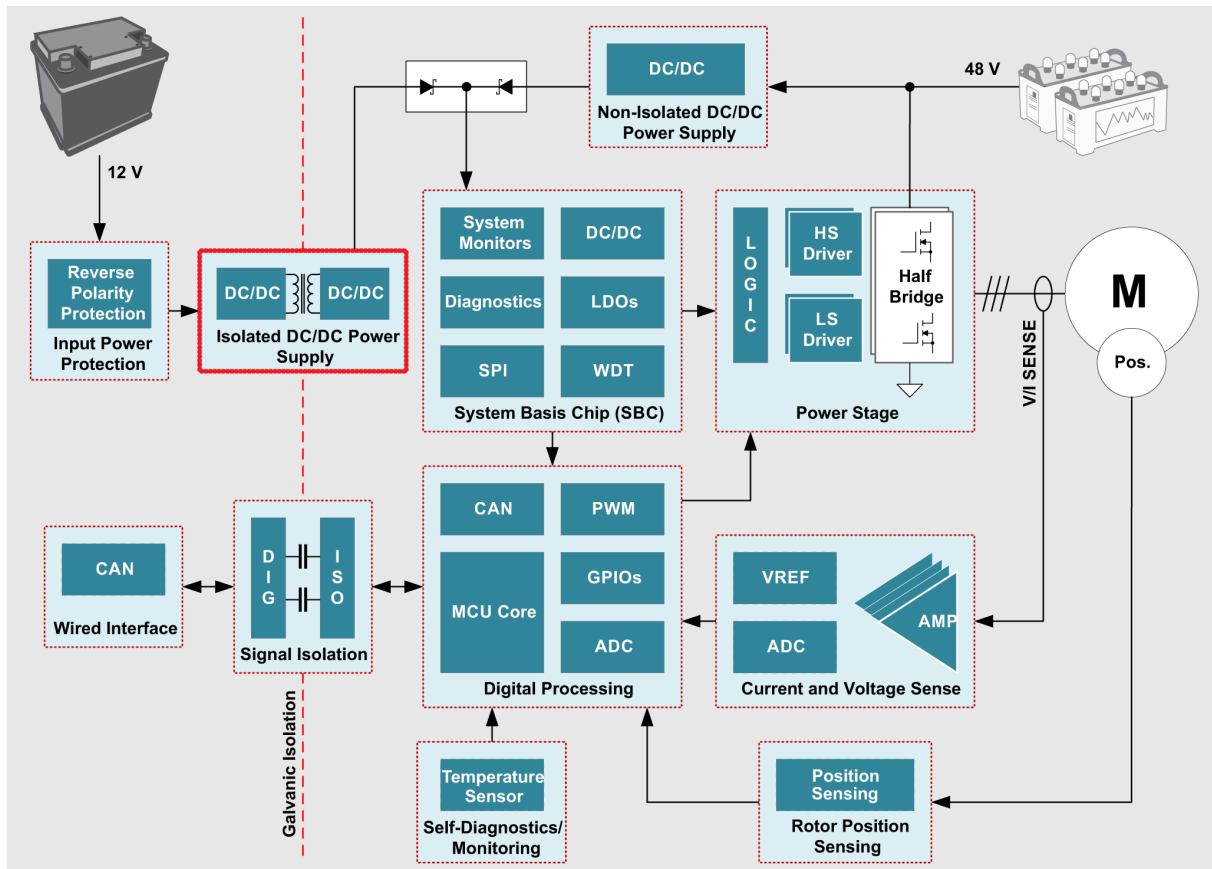 12 V
48 V
DC/DC
Non-Isolated DC/DC
Power Supply
Reverse
Polarity
Protection
Input Power
Protection
DC/DC
DC/DC
Isolated DC/DC Power
Supply
System
Monitors
DC/DC
Diagnostics
LDOs
SPI
WDT
System Basis Chip (SBC)
L
O
G
I
C
HS
Driver
LS
Driver
Half
Bridge
Power Stage
M
Pos.
V/I SENSE
CAN
Wired Interface
D
I
G
I
S
O
Signal Isolation
Galvanic Isolation
CAN
PWM
MCU Core
GPIOs
ADC
Digital Processing
VREF
ADC
AMP
Current and Voltage Sense
Temperature
Sensor
Self-Diagnostics/
Monitoring
Position
Sensing
Rotor Position
Sensing